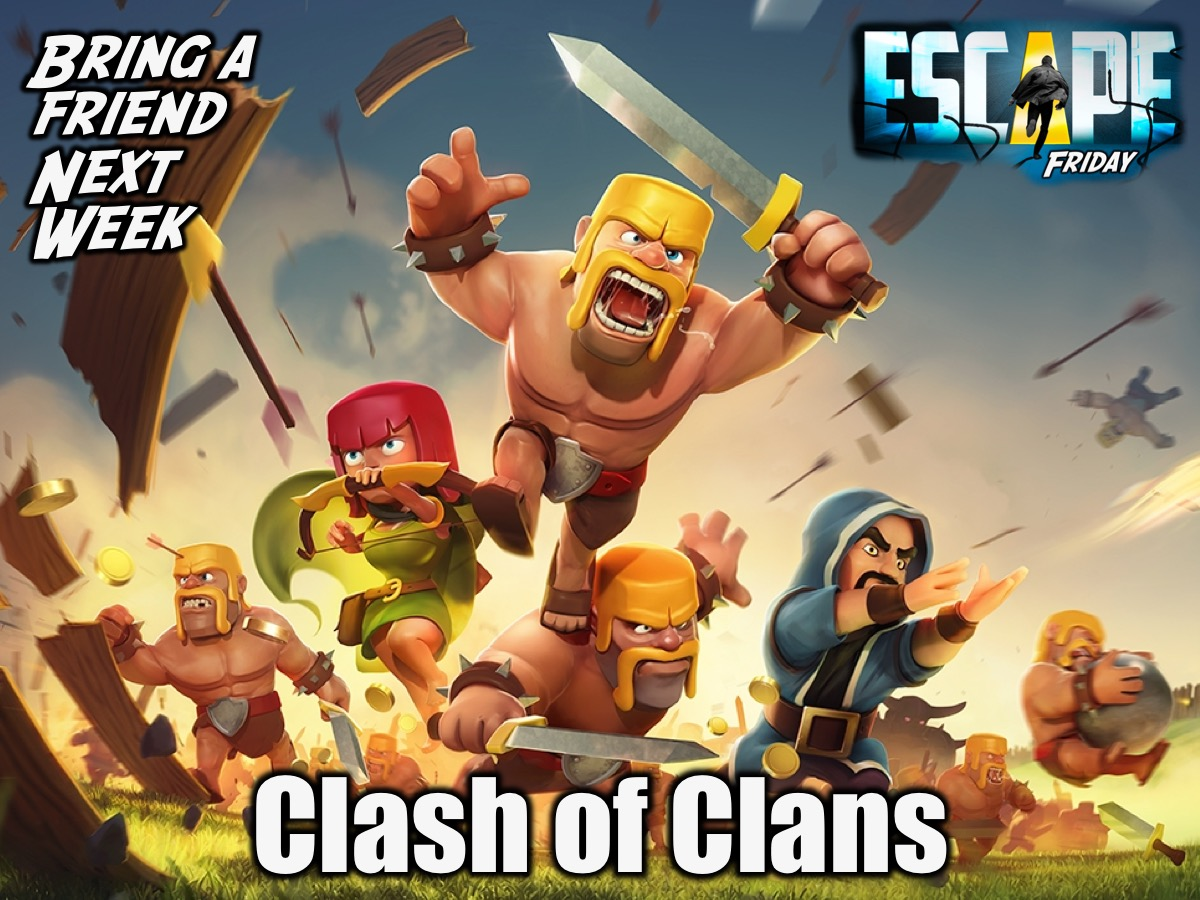 Bring a
friend
Next
Week
ESCAPE
Friday
Clash of Clans